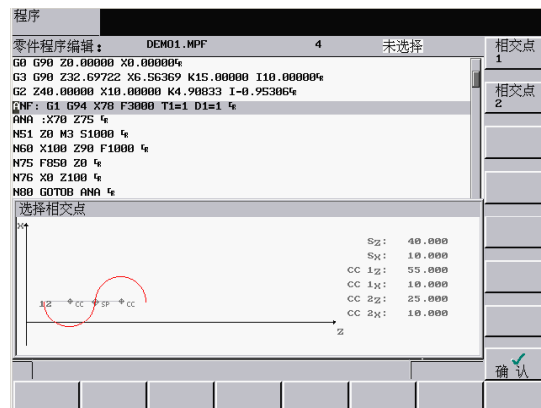 程序
零件程序编辑: DEMO1.MPF 4 未选择
G0 G90 Z0.00000 X0.00000␊
G3 G90 Z32.69722 X6.56369 K15.00000 I10.00000␊
G2 Z40.00000 X10.00000 K4.90833 I-0.95306␊
ANF: G1 G94 X78 F3000 T1=1 D1=1 ␊
ANA :X70 Z75 ␊
N51 Z0 M3 S1000 ␊
N60 X100 Z90 F1000 ␊
N75 F850 Z0 ␊
N76 X0 Z100 ␊
N80 GOTOB ANA ␊
相交点
1
相交点
2
选择相交点
X
SZ: 40.000
SX: 10.000
CC 1Z: 55.000
CC 1X: 10.000
CC 2Z: 25.000
CC 2X: 10.000
12 CC SP CC
Z
确认